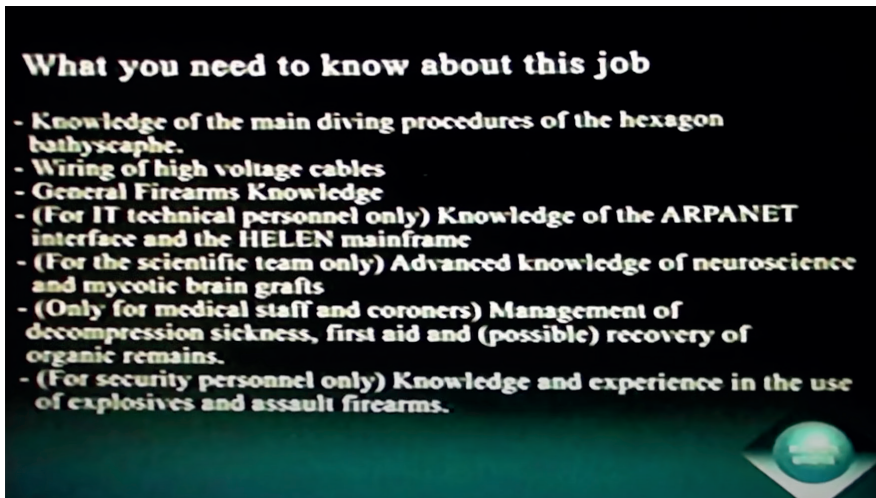 What you need to know about this job
- Knowledge of the main diving procedures of the hexagon
bathyscaphe.
- Wiring of high voltage cables
- General Firearms Knowledge
- (For IT technical personnel only) Knowledge of the ARPANET
interface and the HELEN mainframe
- (For the scientific team only) Advanced knowledge of neuroscience
and mycotic brain grafts
- (Only for medical staff and coroners) Management of
decompression sickness, first aid and (possible) recovery of
organic remains.
- (For security personnel only) Knowledge and experience in the use
of explosives and assault firearms.